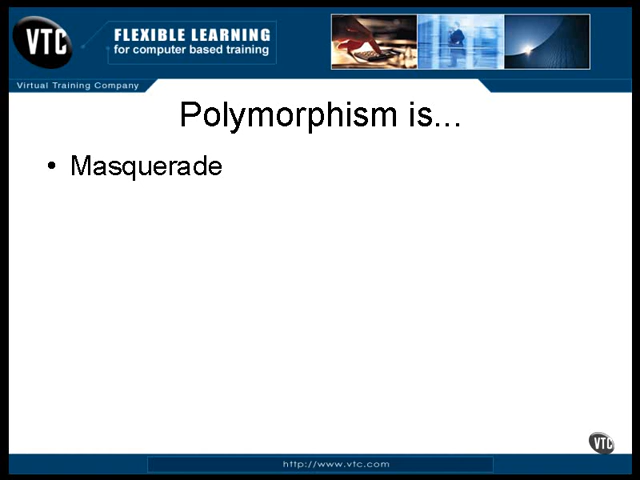 VTC
FLEXIBLE LEARNING
for computer based training
Virtual Training Company
Polymorphism is...
• Masquerade
VTC
http://www.vtc.com